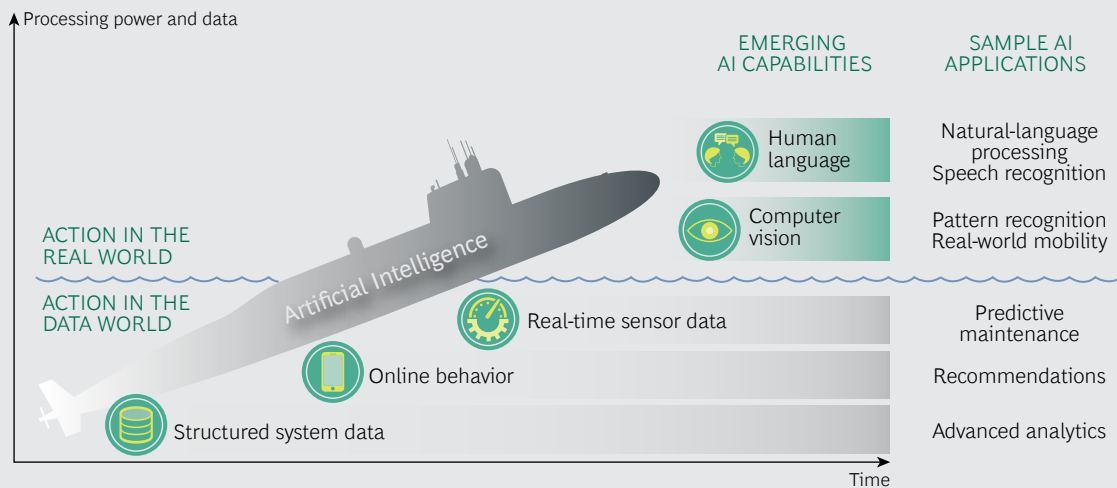 Processing power and data
EMERGING
AI CAPABILITIES
SAMPLE AI
APPLICATIONS
Human
language
Natural-language
processing
Speech recognition
Computer
vision
Pattern recognition
Real-world mobility
ACTION IN THE
REAL WORLD
Artificial Intelligence
ACTION IN THE
DATA WORLD
Real-time sensor data
Predictive
maintenance
Online behavior
Recommendations
Structured system data
Advanced analytics
Time